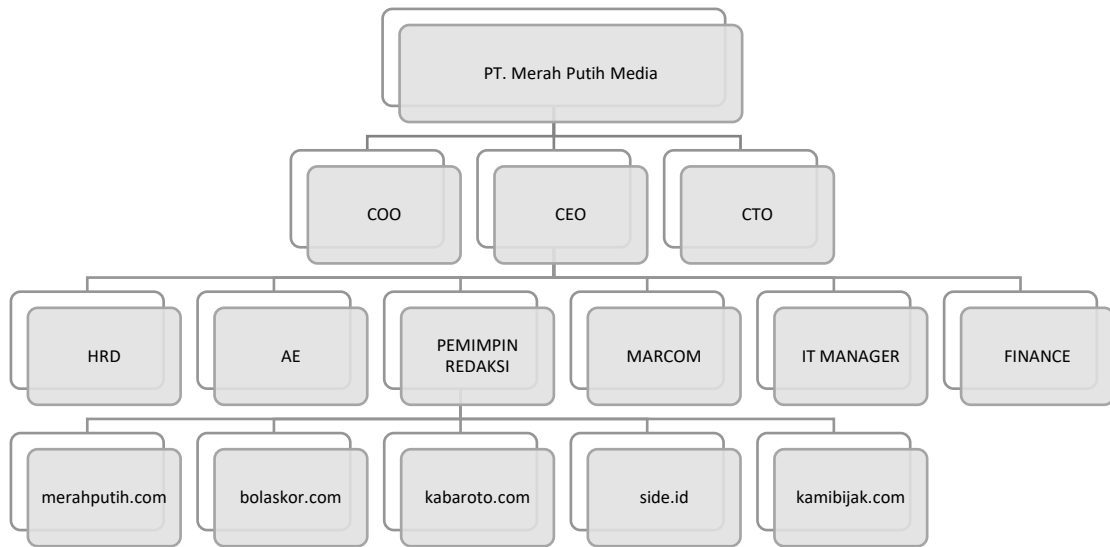 PT. Merah Putih Media
COO
CEO
CTO
HRD
AE
PEMIMPIN
REDAKSI
MARCOM
IT MANAGER
FINANCE
merahputih.com
bolaskor.com
kabaroto.com
side.id
kamibijak.com